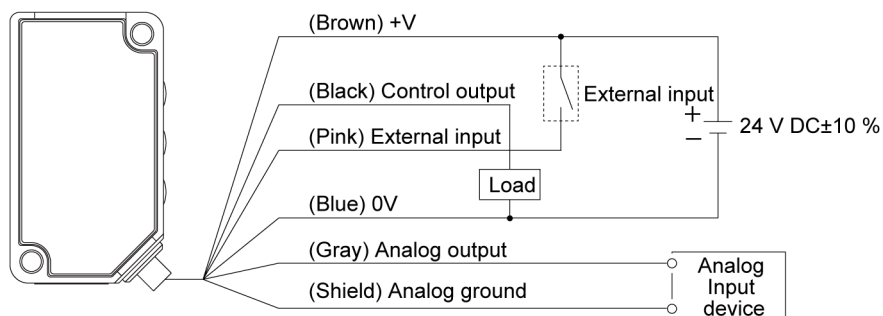 (Brown) +V
(Black) Control output
External input
+
24 V DC±10 %
−
(Pink) External input
Load
(Blue) 0V
(Gray) Analog output
Analog
Input
device
(Shield) Analog ground